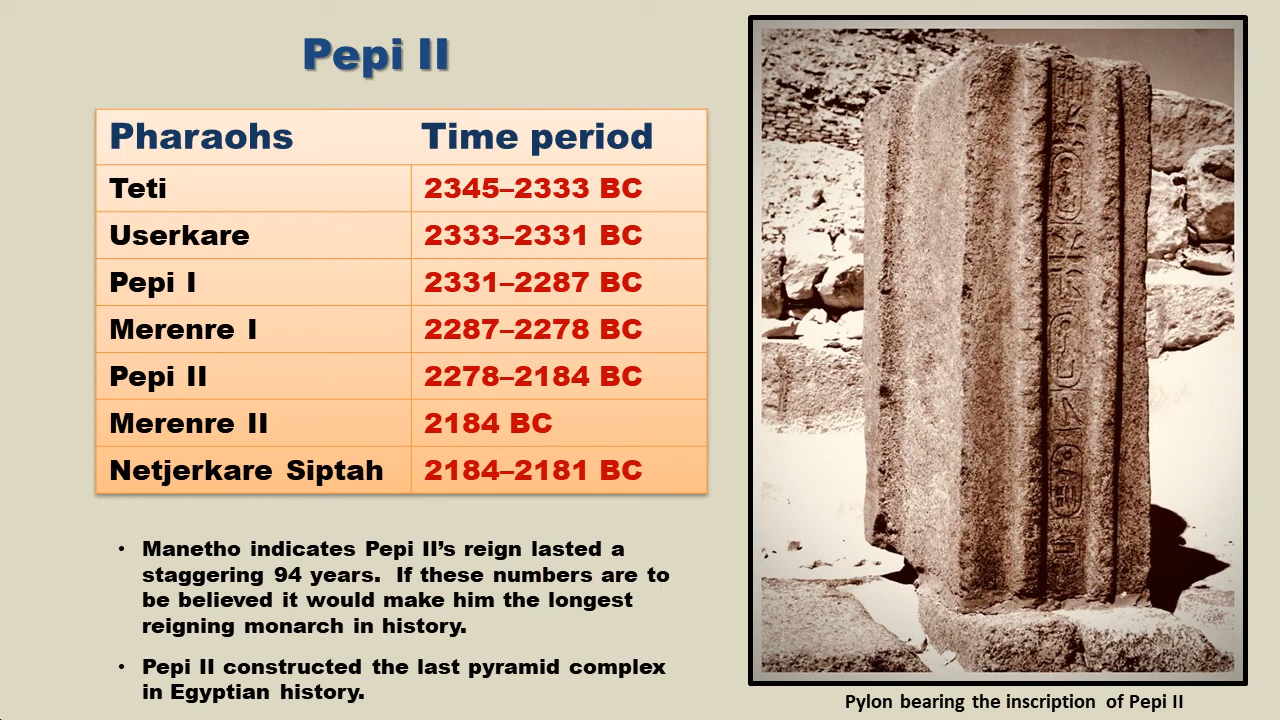 Pepi II
Pharaohs Time period
Teti 2345–2333 BC
Userkare 2333–2331 BC
Pepi I 2331–2287 BC
Merenre I 2287–2278 BC
Pepi II 2278–2184 BC
Merenre II 2184 BC
Netjerkare Siptah 2184–2181 BC
• Manetho indicates Pepi II’s reign lasted a
staggering 94 years. If these numbers are to
be believed it would make him the longest
reigning monarch in history.
• Pepi II constructed the last pyramid complex
in Egyptian history.
Pylon bearing the inscription of Pepi II